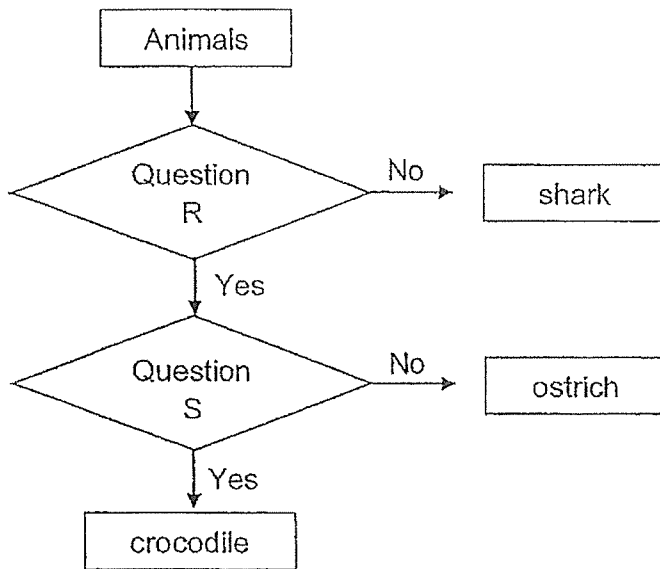 Animals
Question
R
No
shark
Yes
Question
S
No
ostrich
Yes
crocodile